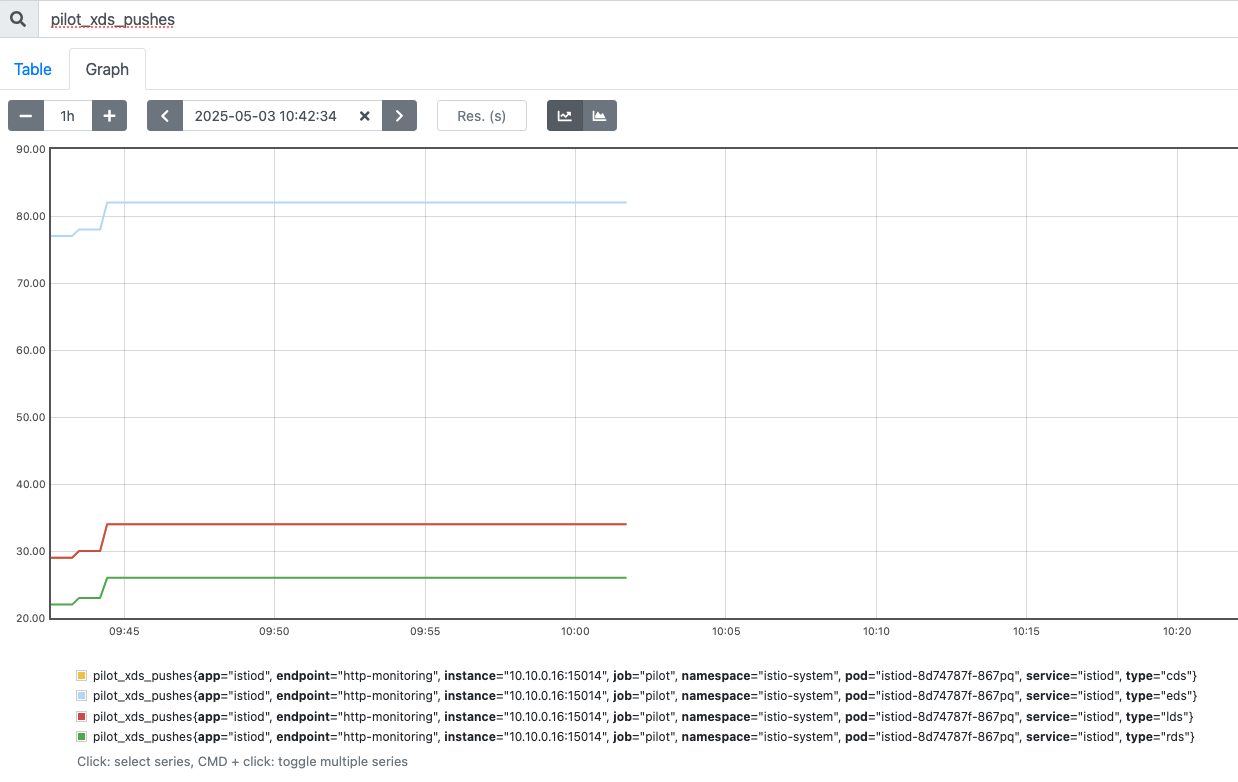 pilot_xds_pushes
Table Graph
1h 2025-05-03 10:42:34 Res. (s)
90.00
80.00
70.00
60.00
50.00
40.00
30.00
20.00
09:45 09:50 09:55 10:00 10:05 10:10 10:15 10:20
pilot_xds_pushes{app="istiod", endpoint="http-monitoring", instance="10.10.0.16:15014", job="pilot", namespace="istio-system", pod="istiod-8d74787f-867pq", service="istiod", type="cds"}
pilot_xds_pushes{app="istiod", endpoint="http-monitoring", instance="10.10.0.16:15014", job="pilot", namespace="istio-system", pod="istiod-8d74787f-867pq", service="istiod", type="eds"}
pilot_xds_pushes{app="istiod", endpoint="http-monitoring", instance="10.10.0.16:15014", job="pilot", namespace="istio-system", pod="istiod-8d74787f-867pq", service="istiod", type="lds"}
pilot_xds_pushes{app="istiod", endpoint="http-monitoring", instance="10.10.0.16:15014", job="pilot", namespace="istio-system", pod="istiod-8d74787f-867pq", service="istiod", type="rds"}
Click: select series, CMD + click: toggle multiple series